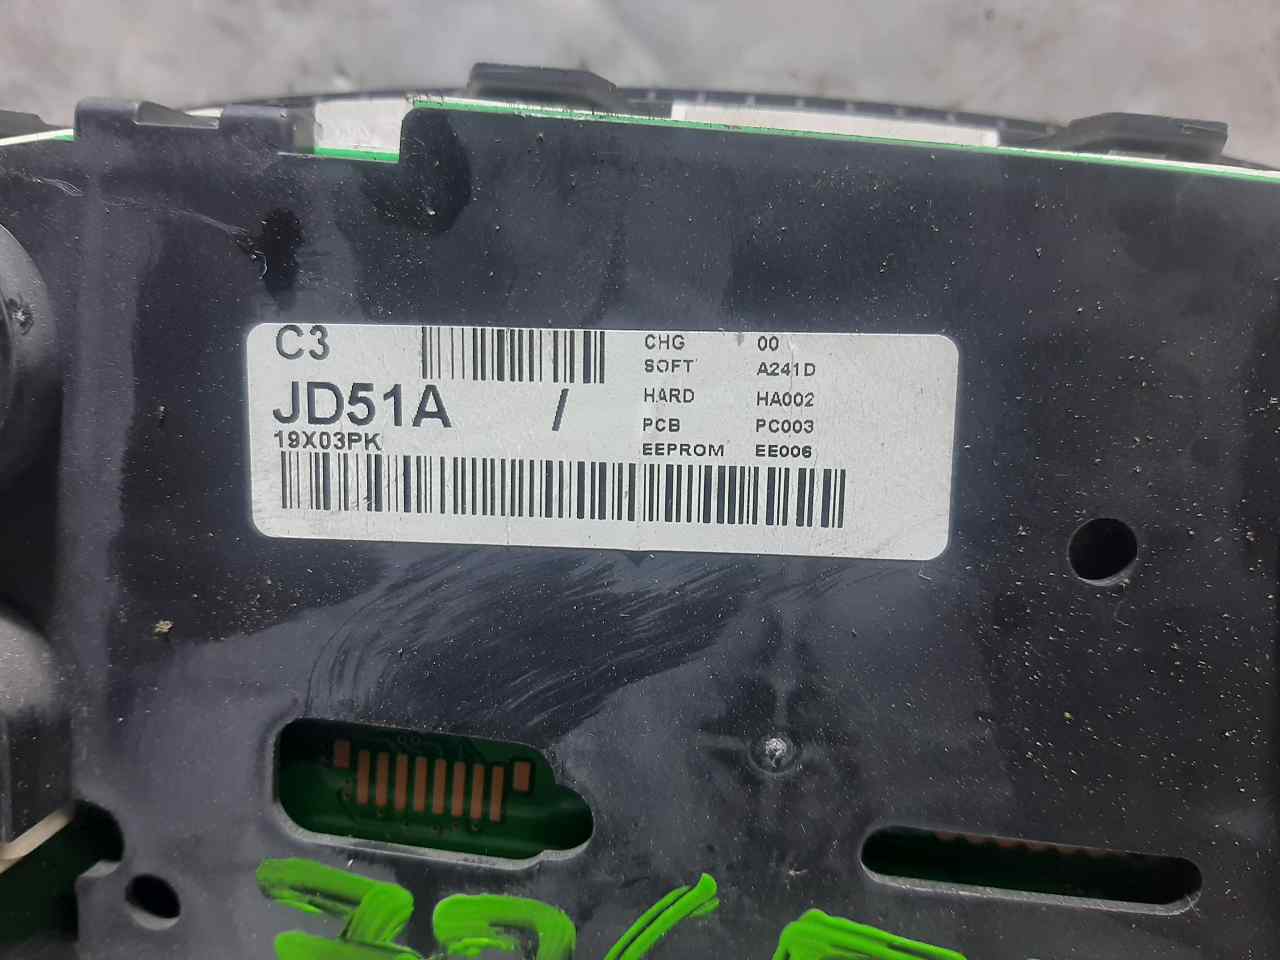 C3
JD51A /
19X03PK
CHG 00
SOFT A241D
HARD HA002
PCB PC003
EEPROM EE006